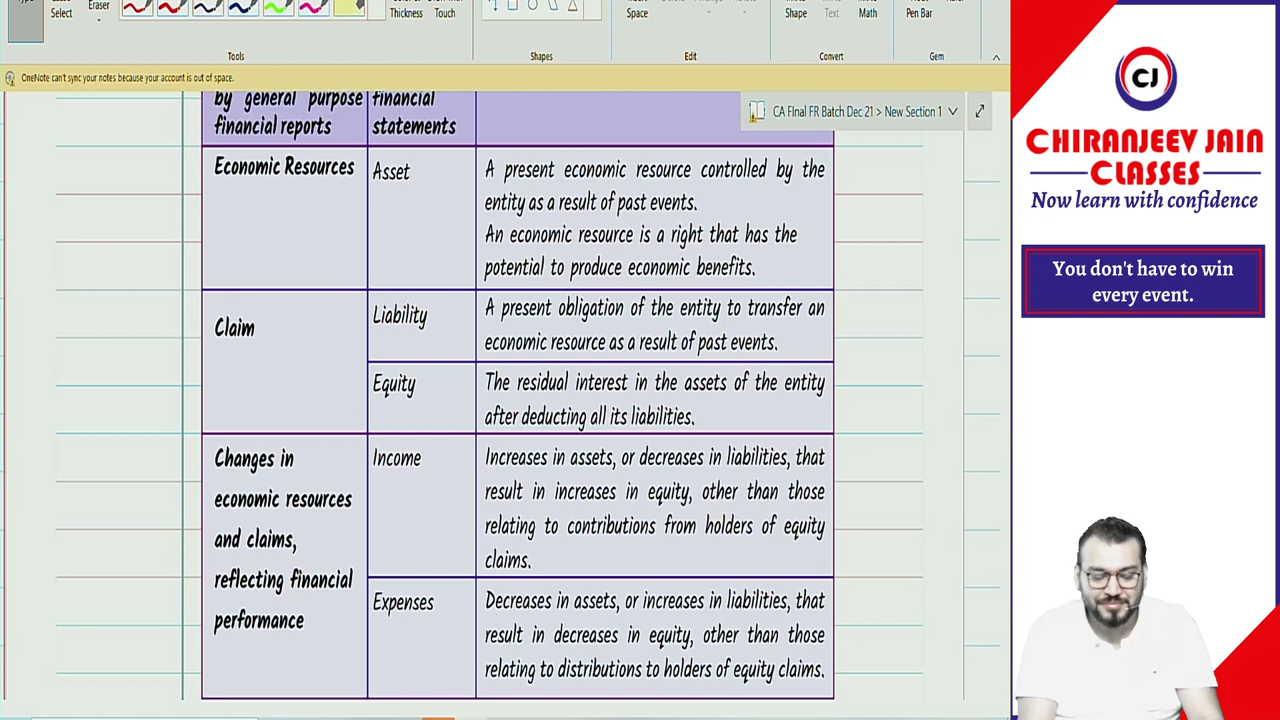 Select
Eraser
Thickness
Touch
Space
Shape
Text
Math
Pen Bar
Tools
Shapes
Edit
Convert
Gem
OneNote can't sync your notes because your account is out of space.
CA FInal FR Batch Dec 21 > New Section 1
by general purpose
financial reports
financial
statements
Economic Resources
Asset
A present economic resource controlled by the
entity as a result of past events.
An economic resource is a right that has the
potential to produce economic benefits.
Claim
Liability
A present obligation of the entity to transfer an
economic resource as a result of past events.
Equity
The residual interest in the assets of the entity
after deducting all its liabilities.
Changes in
economic resources
and claims,
reflecting financial
performance
Income
Increases in assets, or decreases in liabilities, that
result in increases in equity, other than those
relating to contributions from holders of equity
claims.
Expenses
Decreases in assets, or increases in liabilities, that
result in decreases in equity, other than those
relating to distributions to holders of equity claims.
CJ
CHIRANJEEV JAIN
CLASSES
Now learn with confidence
You don't have to win
every event.